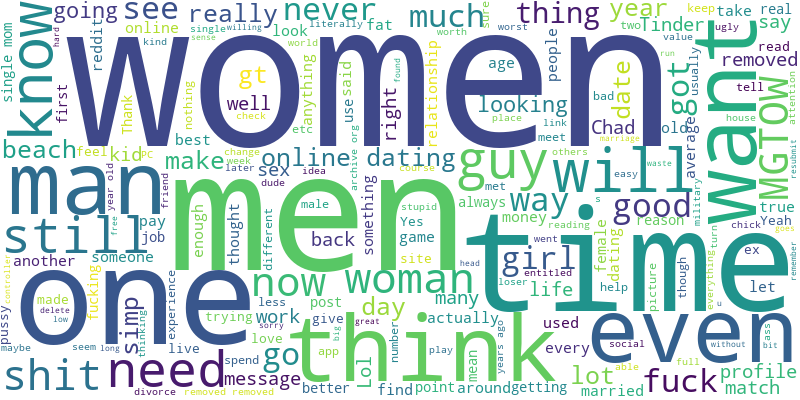 going see really never much thing year Tinder take real
reddit online look literally fat say
single mom know women want keep
hard single willing worth worst sure people two value ugly
first kind sense world age read removed
Thank nothing gt anything said relationship looking date got usually tell
check well use right Chad old run attention
beach feel kid PC best change etc place bad link average house MGTOW
make week archive org meet others
online dating guy will marriage easy waste military resubmit
year old friend later idea course sex dude
man men met always way good true
enough thought different male stupid money reason Yeah
still pay job something Yes game reading female s chick
another someone back site went girl dating turn goes
one now woman time ex
controller made fucking simp experience free head entitled picture though everything remember
pussy delete low thinking trying less post day many loser life help let
maybe seem long live work sorry give actually used even u
love number think mean years ago every social without bit pass
shit need go app big great play lot able full profile
message spend Lol point around getting married fuck match
divorce removed removed better find